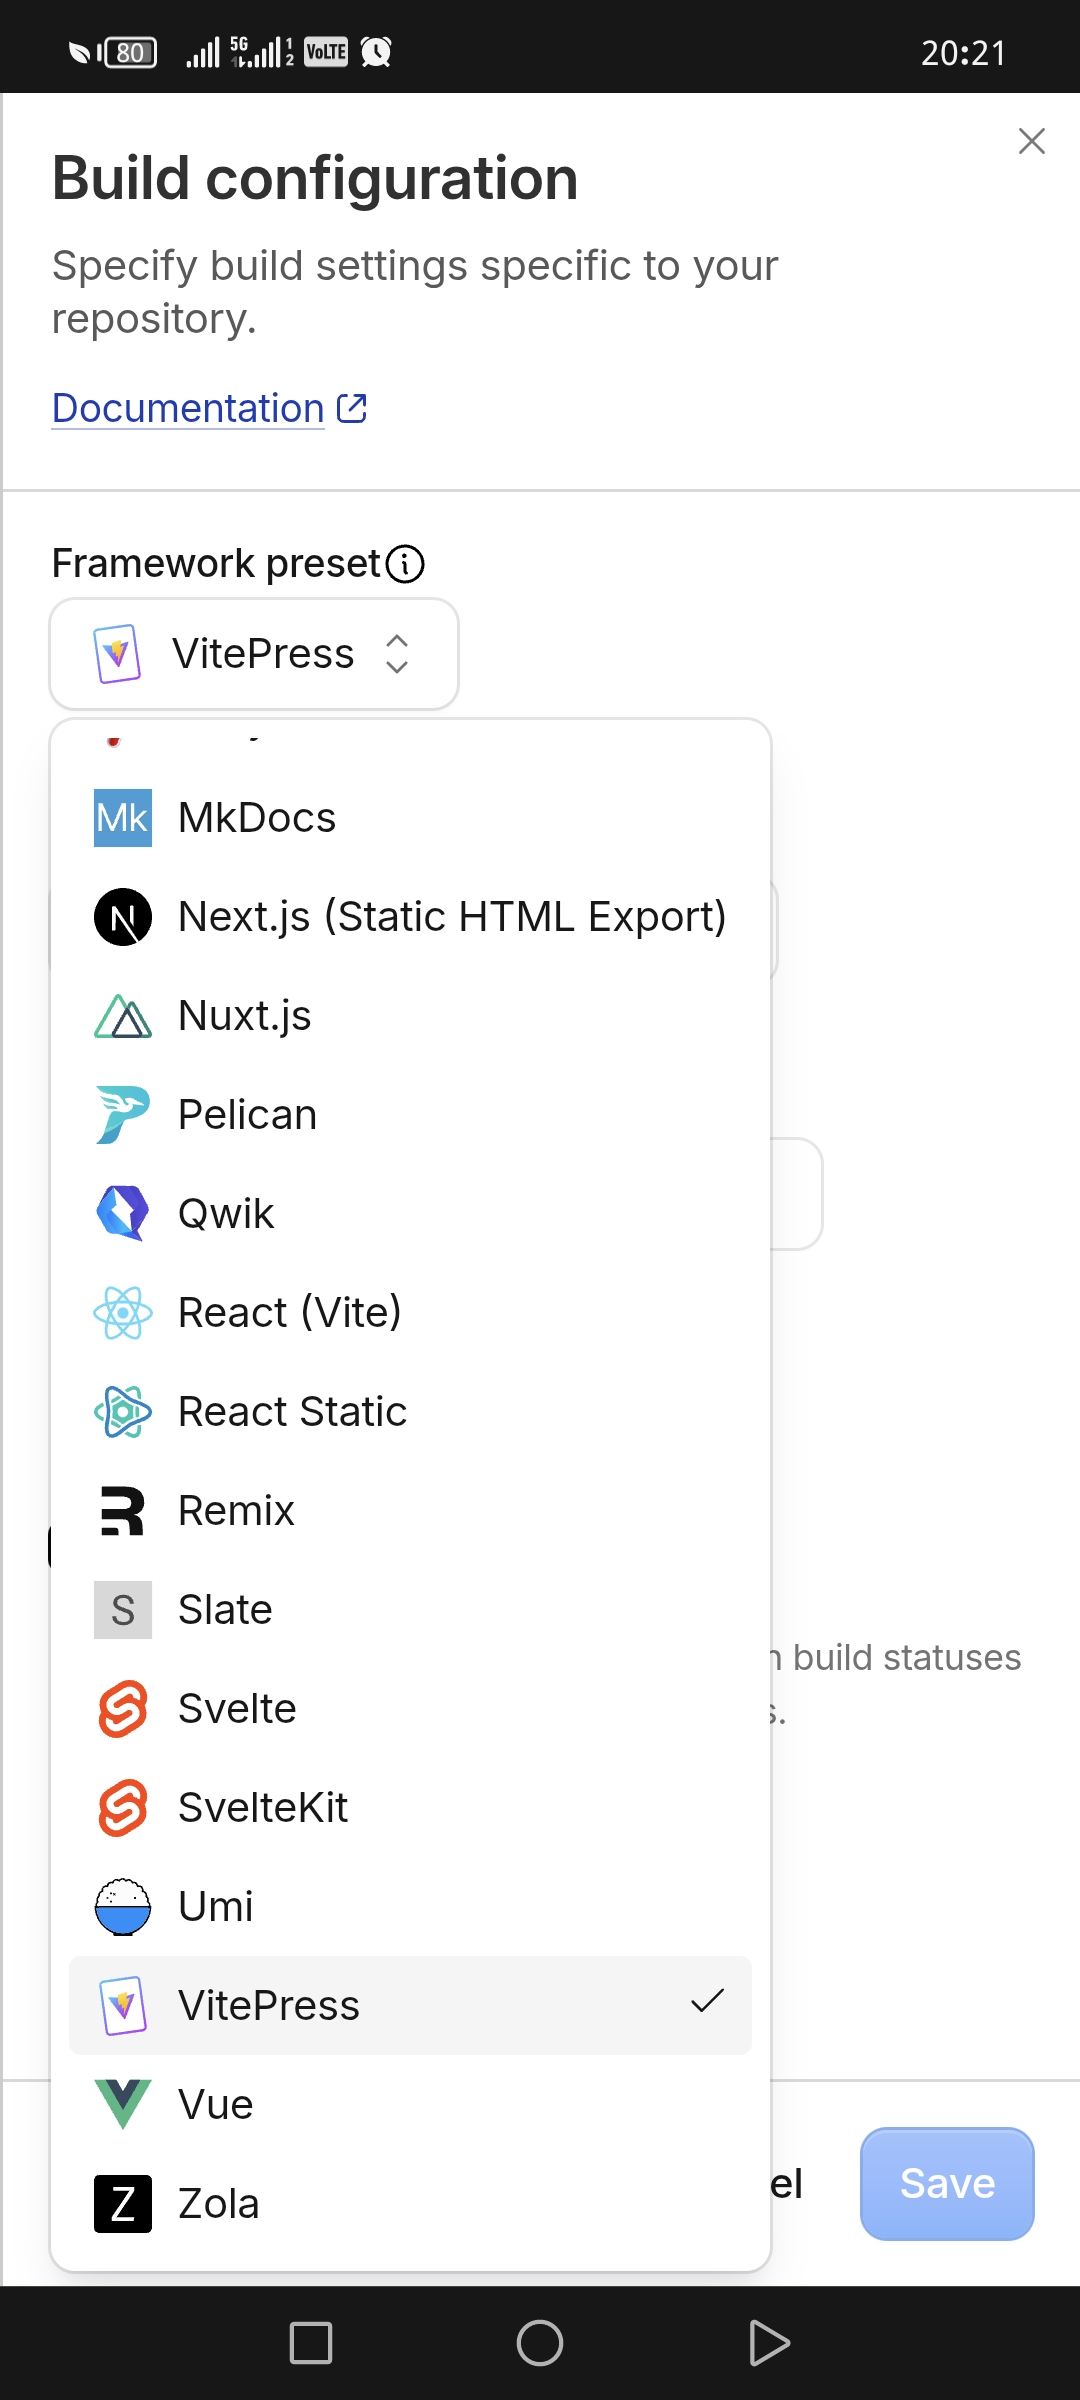 80 5G 1 2 VoLTE 20:21
Build configuration
Specify build settings specific to your
repository.
Documentation
Framework preset
VitePress
Mk MkDocs
Next.js (Static HTML Export)
Nuxt.js
Pelican
Qwik
React (Vite)
React Static
Remix
S Slate
build statuses
Svelte
SvelteKit
Umi
VitePress
Vue
el Save
Z Zola